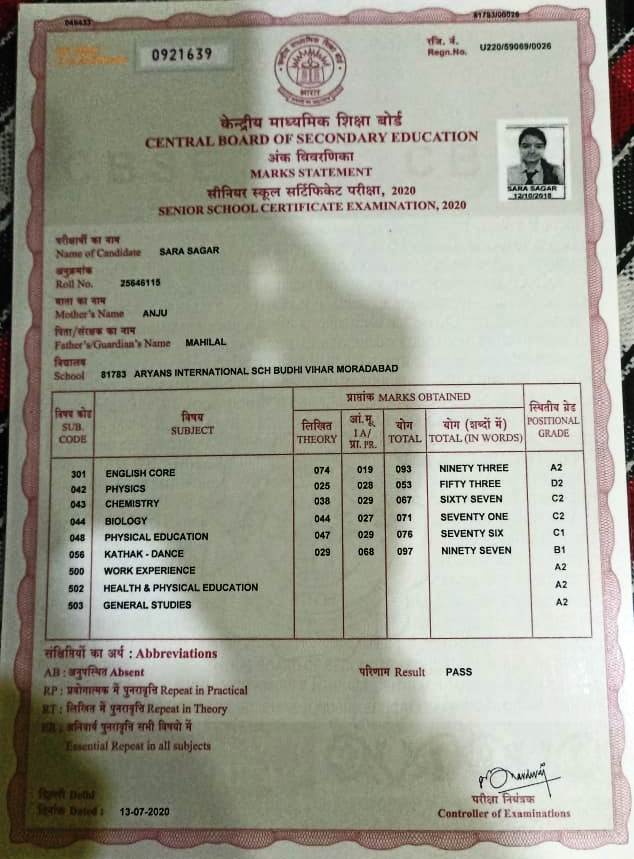 049433
81783/00026
0921639
रजि. नं.
Regn.No. U220/59069/0026
भारत
केन्द्रीय माध्यमिक शिक्षा बोर्ड
CENTRAL BOARD OF SECONDARY EDUCATION
अंक विवरणिका
MARKS STATEMENT
सीनियर स्कूल सर्टिफिकेट परीक्षा, 2020
SENIOR SCHOOL CERTIFICATE EXAMINATION, 2020
SARA SAGAR
12/10/2018
परीक्षार्थी का नाम
Name of Candidate SARA SAGAR
अनुक्रमांक
Roll No. 25646115
माता का नाम
Mother's Name ANJU
पिता/संरक्षक का नाम
Father's/Guardian's Name MAHILAL
विद्यालय
School 81783 ARYANS INTERNATIONAL SCH BUDHI VIHAR MORADABAD
विषय कोड SUB. CODE
विषय SUBJECT
प्राप्तांक MARKS OBTAINED
लिखित THEORY
आं.मू. IA/ प्रा. PR.
योग TOTAL
योग (शब्दों में) TOTAL (IN WORDS)
स्थितीय ग्रेड POSITIONAL GRADE
301 ENGLISH CORE 074 019 093 NINETY THREE A2
042 PHYSICS 025 028 053 FIFTY THREE D2
043 CHEMISTRY 038 029 067 SIXTY SEVEN C2
044 BIOLOGY 044 027 071 SEVENTY ONE C2
048 PHYSICAL EDUCATION 047 029 076 SEVENTY SIX C1
056 KATHAK - DANCE 029 068 097 NINETY SEVEN B1
500 WORK EXPERIENCE A2
502 HEALTH & PHYSICAL EDUCATION A2
503 GENERAL STUDIES A2
संक्षिप्तियों का अर्थ : Abbreviations
AB : अनुपस्थित Absent परिणाम Result PASS
RP : प्रयोगात्मक में पुनरावृत्ति Repeat in Practical
RT : लिखित में पुनरावृत्ति Repeat in Theory
ER : अनिवार्य पुनरावृत्ति सभी विषयो में
Essential Repeat in all subjects
दिल्ली Delhi
दिनांक Dated : 13-07-2020
परीक्षा नियंत्रक
Controller of Examinations